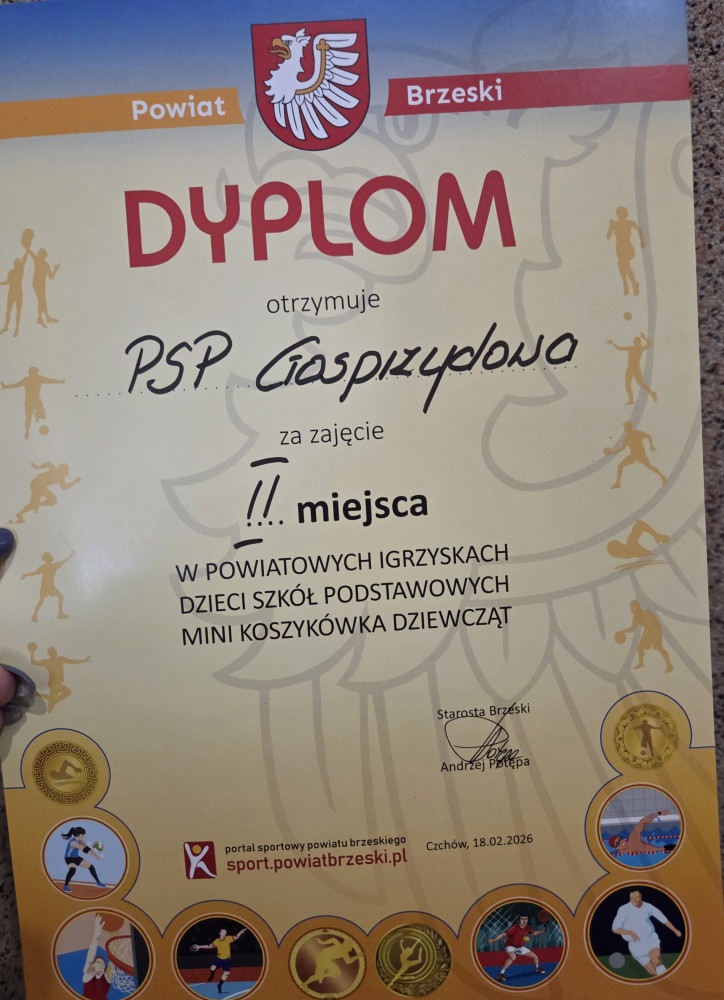 Powiat Brzeski
DYPLOM
otrzymuje
PSP Gosprzydowa
za zajęcie
II miejsca
W POWIATOWYCH IGRZYSKACH
DZIECI SZKÓŁ PODSTAWOWYCH
MINI KOSZYKÓWKA DZIEWCZĄT
Starosta Brzeski
Andrzej Potępa
portal sportowy powiatu brzeskiego
sport.powiatbrzeski.pl
Czchów, 18.02.2026